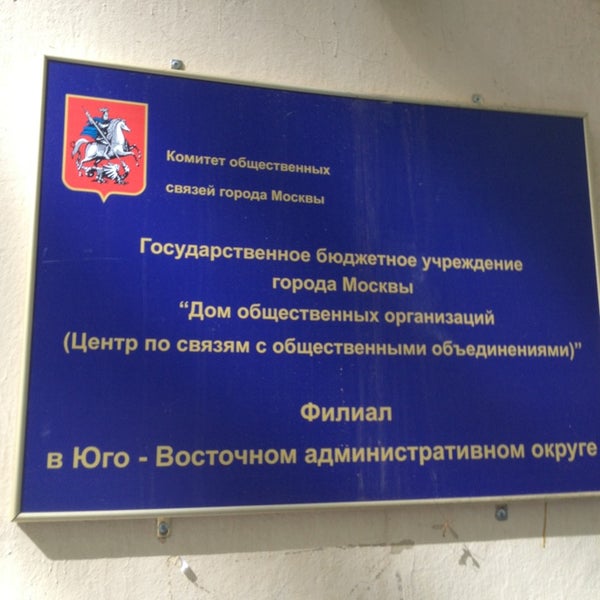 Комитет общественных
связей города Москвы
Государственное бюджетное учреждение
города Москвы
“Дом общественных организаций
(Центр по связям с общественными объединениями)”
Филиал
в Юго - Восточном административном округе